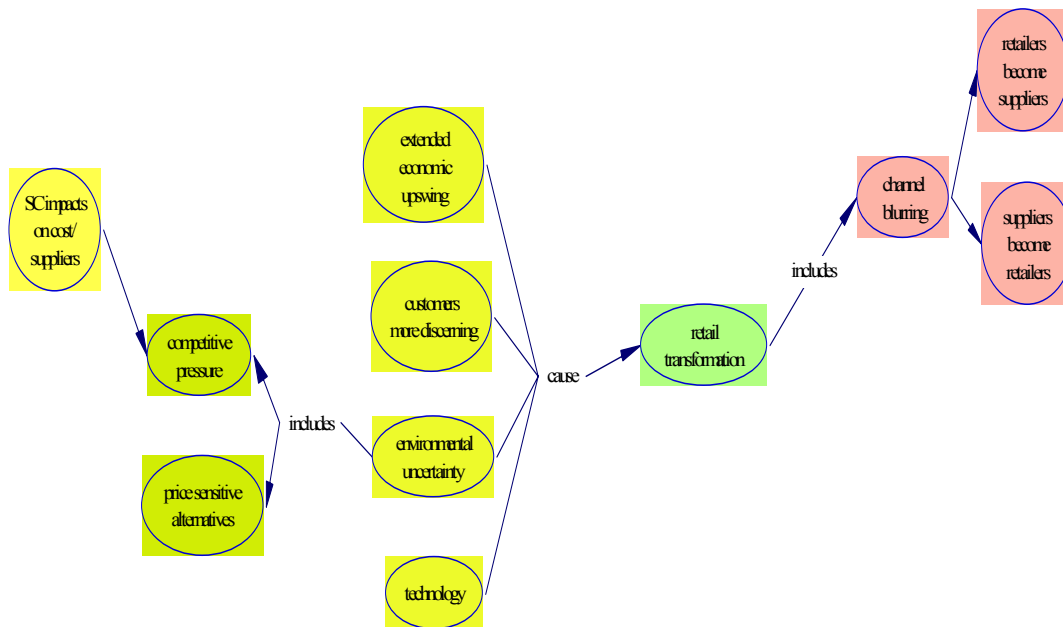 SC impacts
on cost/
suppliers
competitive
pressure
price sensitive
alternatives
includes
extended
economic
upswing
customers
more discerning
environmental
uncertainty
technology
cause
retail
transformation
includes
channel
blurring
retailers
become
suppliers
suppliers
become
retailers